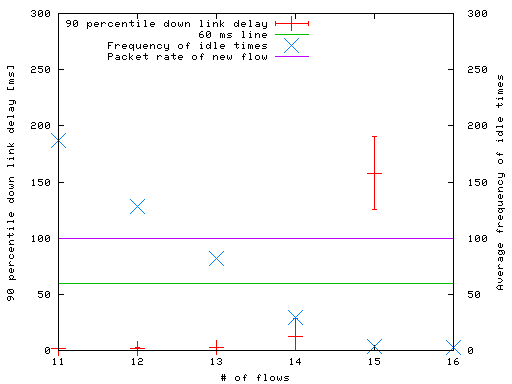 90 percentile down link delay
60 ms line
Frequency of idle times
Packet rate of new flow
300
250
200
150
100
50
0
90 percentile down link delay [ms]
300
250
200
150
100
50
0
Average frequency of idle times
11 12 13 14 15 16
# of flows